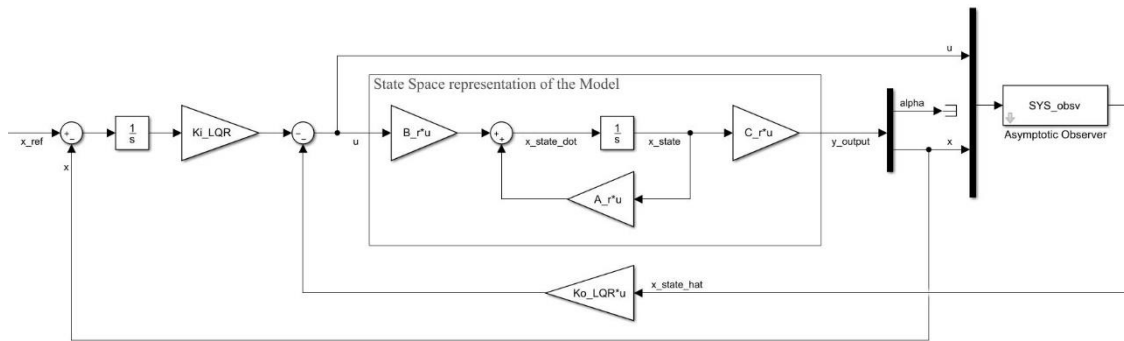 u
State Space representation of the Model
alpha
SYS_obsv
Asymptotic Observer
x_ref
+
-
x
1
s
Ki_LQR
-
-
u
B_r*u
+
+
x_state_dot
1
s
x_state
C_r*u
y_output
x
A_r*u
Ko_LQR*u
x_state_hat